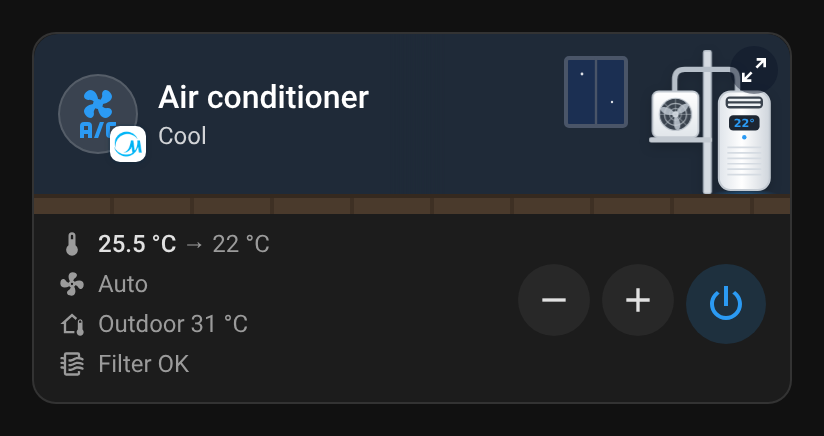 Air conditioner
A/C
Cool
22°
25.5 °C → 22 °C
Auto
Outdoor 31 °C
Filter OK